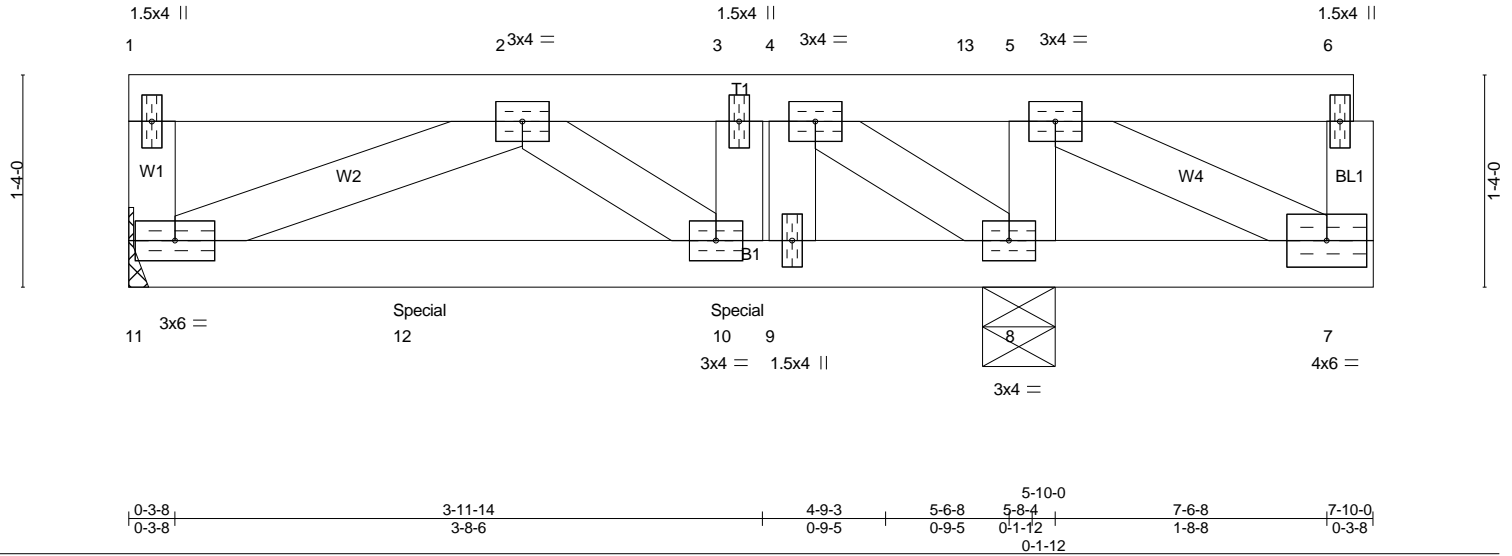 1.5x4 ||
1.5x4 ||
1.5x4 ||
1
2
3x4 =
3
4
3x4 =
13
5
3x4 =
6
T1
1-4-0
W1
W2
W4
BL1
1-4-0
B1
Special
Special
3x6 =
11
12
10
9
8
7
3x4 =
1.5x4 ||
4x6 =
3x4 =
5-10-0
0-3-8
3-11-14
4-9-3
5-6-8
5-8-4
7-6-8
7-10-0
0-3-8
3-8-6
0-9-5
0-9-5
0-1-12
1-8-8
0-3-8
0-1-12